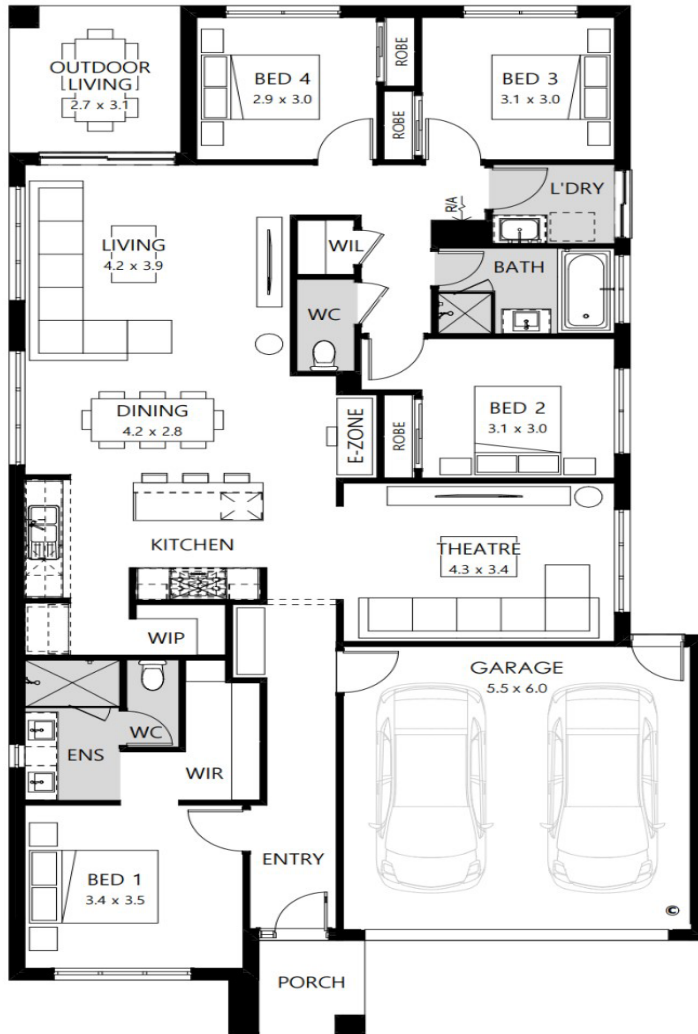 OUTDOOR
LIVING
2.7 x 3.1
BED 4
2.9 x 3.0
ROBE
ROBE
BED 3
3.1 x 3.0
L'DRY
R/A
LIVING
4.2 x 3.9
WIL
BATH
WC
DINING
4.2 x 2.8
E-ZONE
ROBE
BED 2
3.1 x 3.0
KITCHEN
THEATRE
4.3 x 3.4
WIP
GARAGE
5.5 x 6.0
WC
ENS
WIR
BED 1
3.4 x 3.5
ENTRY
©
PORCH